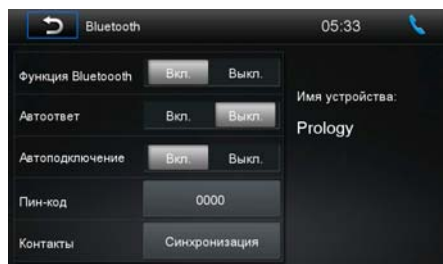 Bluetooth 05:33
Функция Bluetoooth Вкл. Выкл.
Имя устройства:
Автоответ Вкл. Выкл.
Prology
Автоподключение Вкл. Выкл.
Пин-код 0000
Контакты Синхронизация